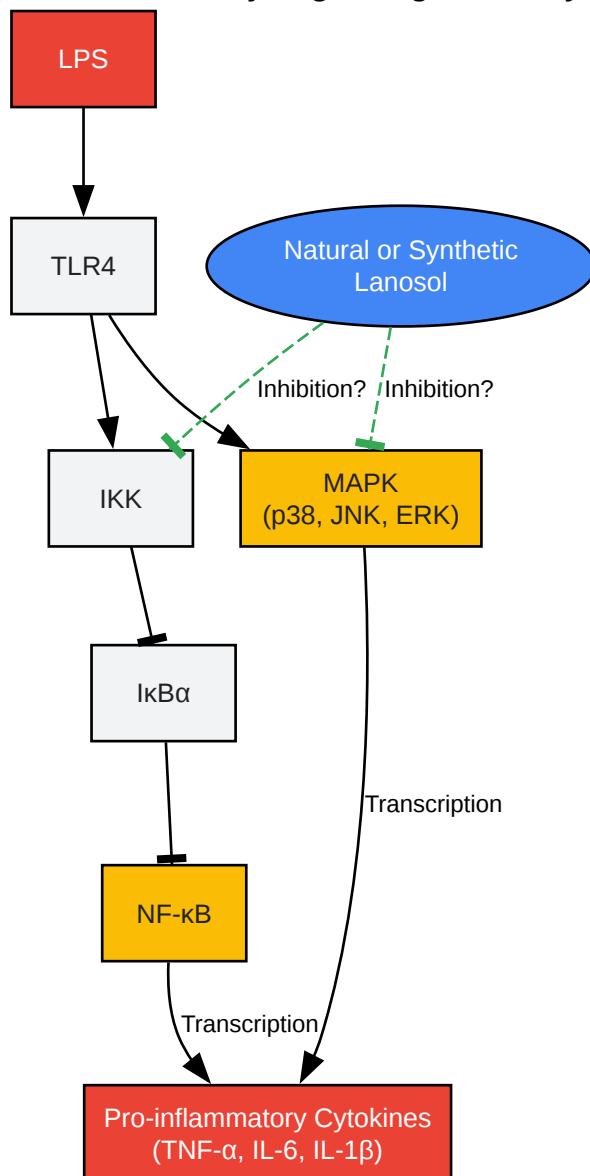 LPS
TLR4
Natural or Synthetic
Lanosol
Inhibition?
Inhibition?
IKK
MAPK
(p38, JNK, ERK)
IκBα
Transcription
NF-κB
Transcription
Pro-inflammatory Cytokines
(TNF-α, IL-6, IL-1β)